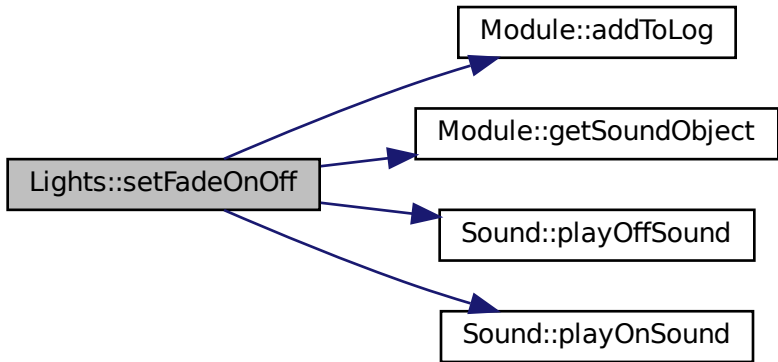 Module::addToLog
Module::getSoundObject
Lights::setFadeOnOff
Sound::playOffSound
Sound::playOnSound